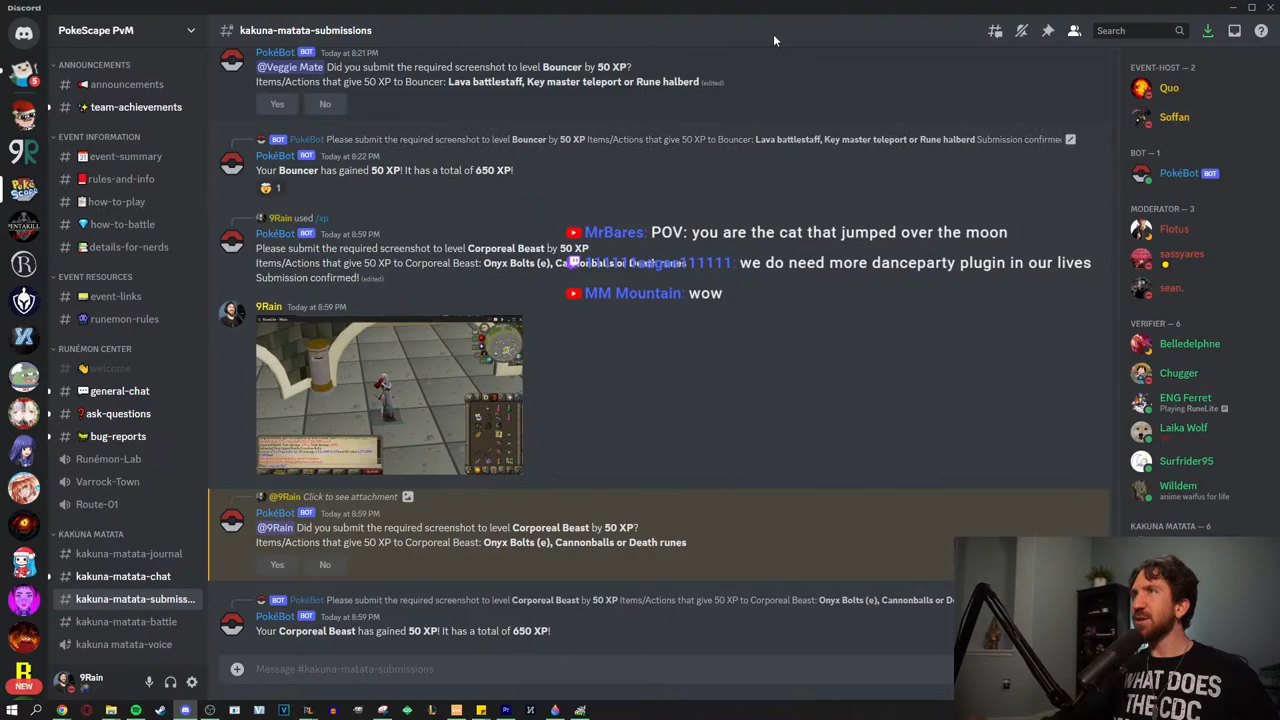 Discord
PokeScape PvM
kakuna-matata-submissions
Search
ANNOUNCEMENTS
announcements
team-achievements
EVENT INFORMATION
event-summary
rules-and-info
how-to-play
how-to-battle
details-for-nerds
EVENT RESOURCES
event-links
runemon-rules
RUNÉMON CENTER
welcome
general-chat
ask-questions
bug-reports
Runémon-Lab
Varrock-Town
Route-01
KAKUNA MATATA
kakuna-matata-journal
kakuna-matata-chat
kakuna-matata-submiss...
kakuna-matata-battle
kakuna matata-voice
9Rain
NEW
5
PokéBot BOT Today at 8:21 PM
@Veggie Mate Did you submit the required screenshot to level Bouncer by 50 XP?
Items/Actions that give 50 XP to Bouncer: Lava battlestaff, Key master teleport or Rune halberd (edited)
Yes No
BOT PokéBot Please submit the required screenshot to level Bouncer by 50 XP Items/Actions that give 50 XP to Bouncer: Lava battlestaff, Key master teleport or Rune halberd Submission confirme
PokéBot BOT Today at 8:22 PM
Your Bouncer has gained 50 XP! It has a total of 650 XP!
1
9Rain used /xp
PokéBot BOT Today at 8:59 PM
Please submit the required screenshot to level Corporeal Beast by 50 XP
Items/Actions that give 50 XP to Corporeal Beast: Onyx Bolts (e), Cannonballs or Death runes
Submission confirmed! (edited)
MrBares: POV: you are the cat that jumped over the moon
we do need more danceparty plugin in our lives
MM Mountain: wow
9Rain Today at 8:59 PM
@9Rain Click to see attachment
PokéBot BOT Today at 8:59 PM
@9Rain Did you submit the required screenshot to level Corporeal Beast by 50 XP?
Items/Actions that give 50 XP to Corporeal Beast: Onyx Bolts (e), Cannonballs or Death runes
Yes No
BOT PokéBot Please submit the required screenshot to level Corporeal Beast by 50 XP Items/Actions that give 50 XP to Corporeal Beast: Onyx Bolts (e), Cannonballs or De
PokéBot BOT Today at 8:59 PM
Your Corporeal Beast has gained 50 XP! It has a total of 650 XP!
Message #kakuna-matata-submissions
EVENT-HOST — 2
Quo
Soffan
BOT — 1
PokéBot BOT
MODERATOR — 3
Flotus
sassyares
sean.
VERIFIER — 6
Belledelphne
Chugger
ENG Ferret
Playing RuneLite
Laika Wolf
Surfrider95
Willdem
anime waifus for life
KAKUNA MATATA — 6
WHAT DOES
THE CDC